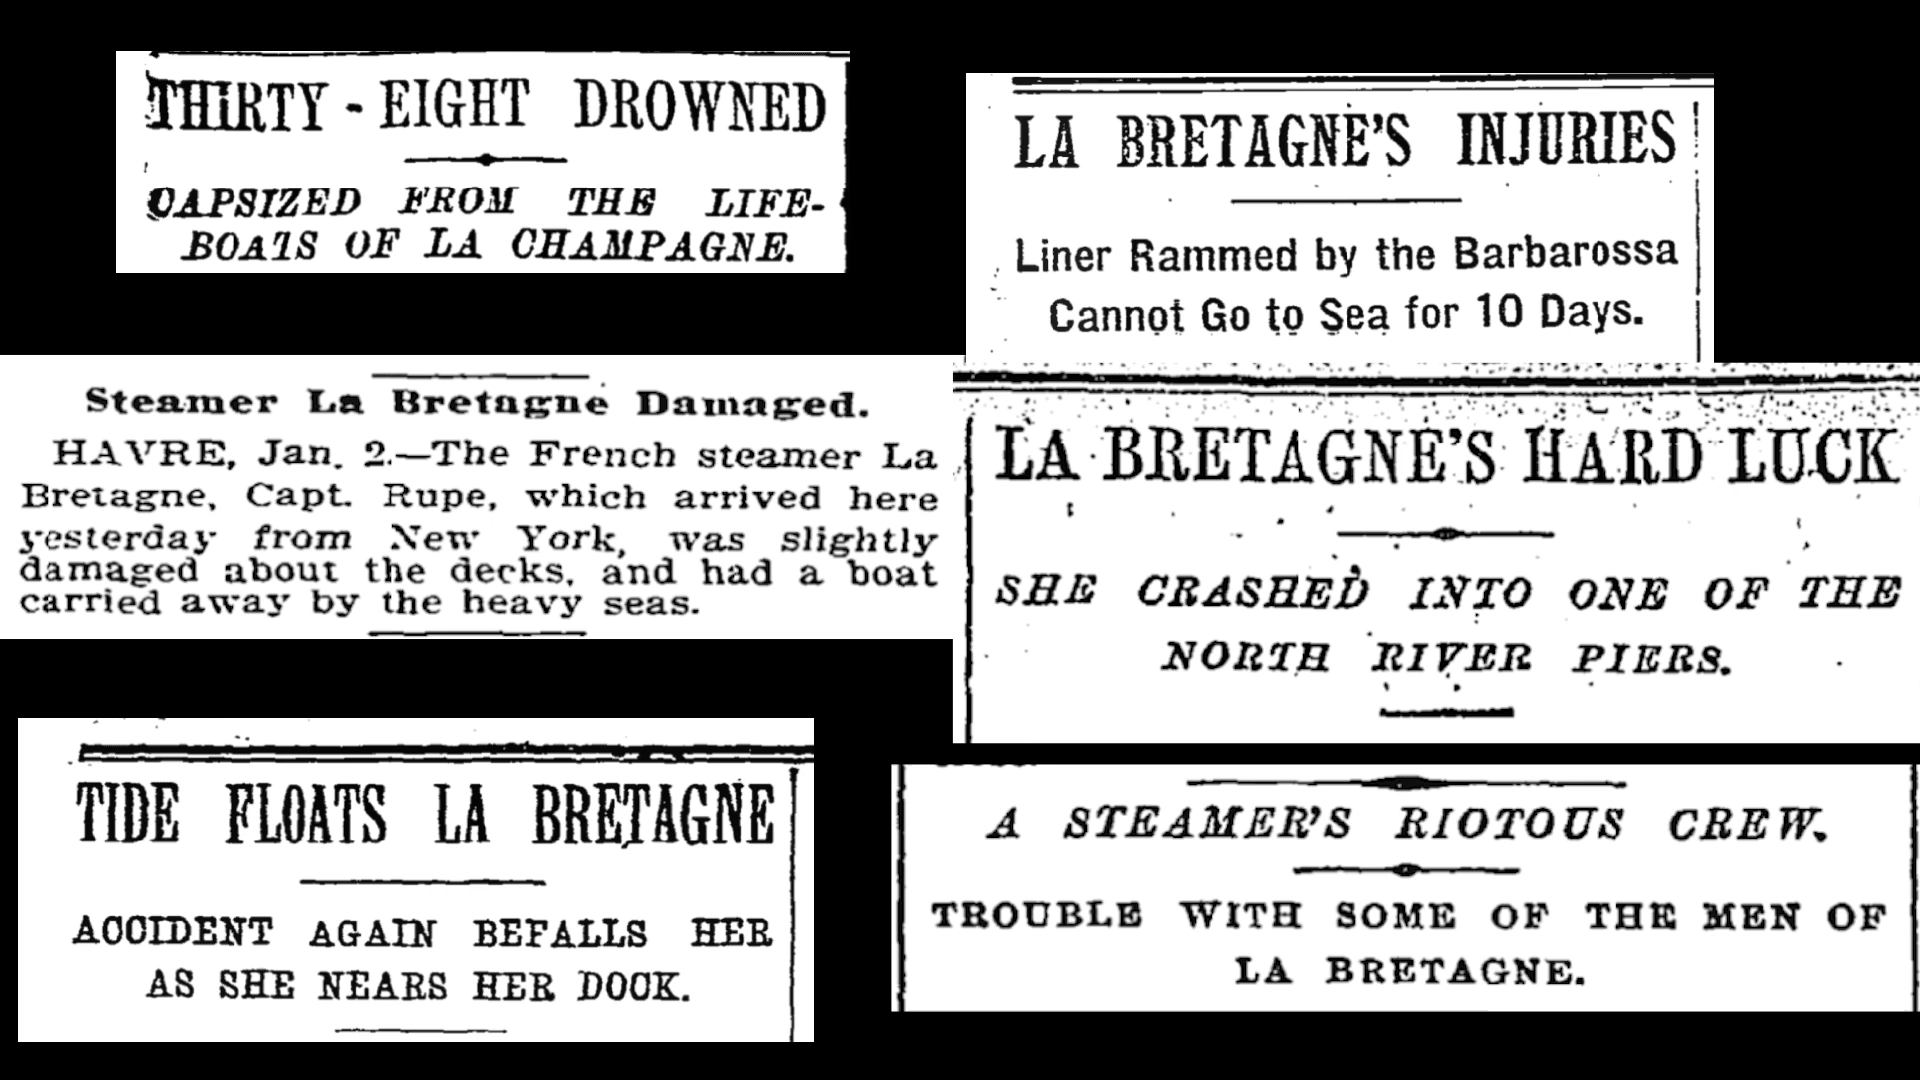 THIRTY-EIGHT DROWNED
CAPSIZED FROM THE LIFE-
BOATS OF LA CHAMPAGNE.
LA BRETAGNE'S INJURIES
Liner Rammed by the Barbarossa
Cannot Go to Sea for 10 Days.
Steamer La Bretagne Damaged.
HAVRE, Jan. 2.—The French steamer La
Bretagne, Capt. Rupe, which arrived here
yesterday from New York, was slightly
damaged about the decks, and had a boat
carried away by the heavy seas.
LA BRETAGNE'S HARD LUCK
SHE CRASHED INTO ONE OF THE
NORTH RIVER PIERS.
TIDE FLOATS LA BRETAGNE
ACCIDENT AGAIN BEFALLS HER
AS SHE NEARS HER DOCK.
A STEAMER'S RIOTOUS CREW.
TROUBLE WITH SOME OF THE MEN OF
LA BRETAGNE.